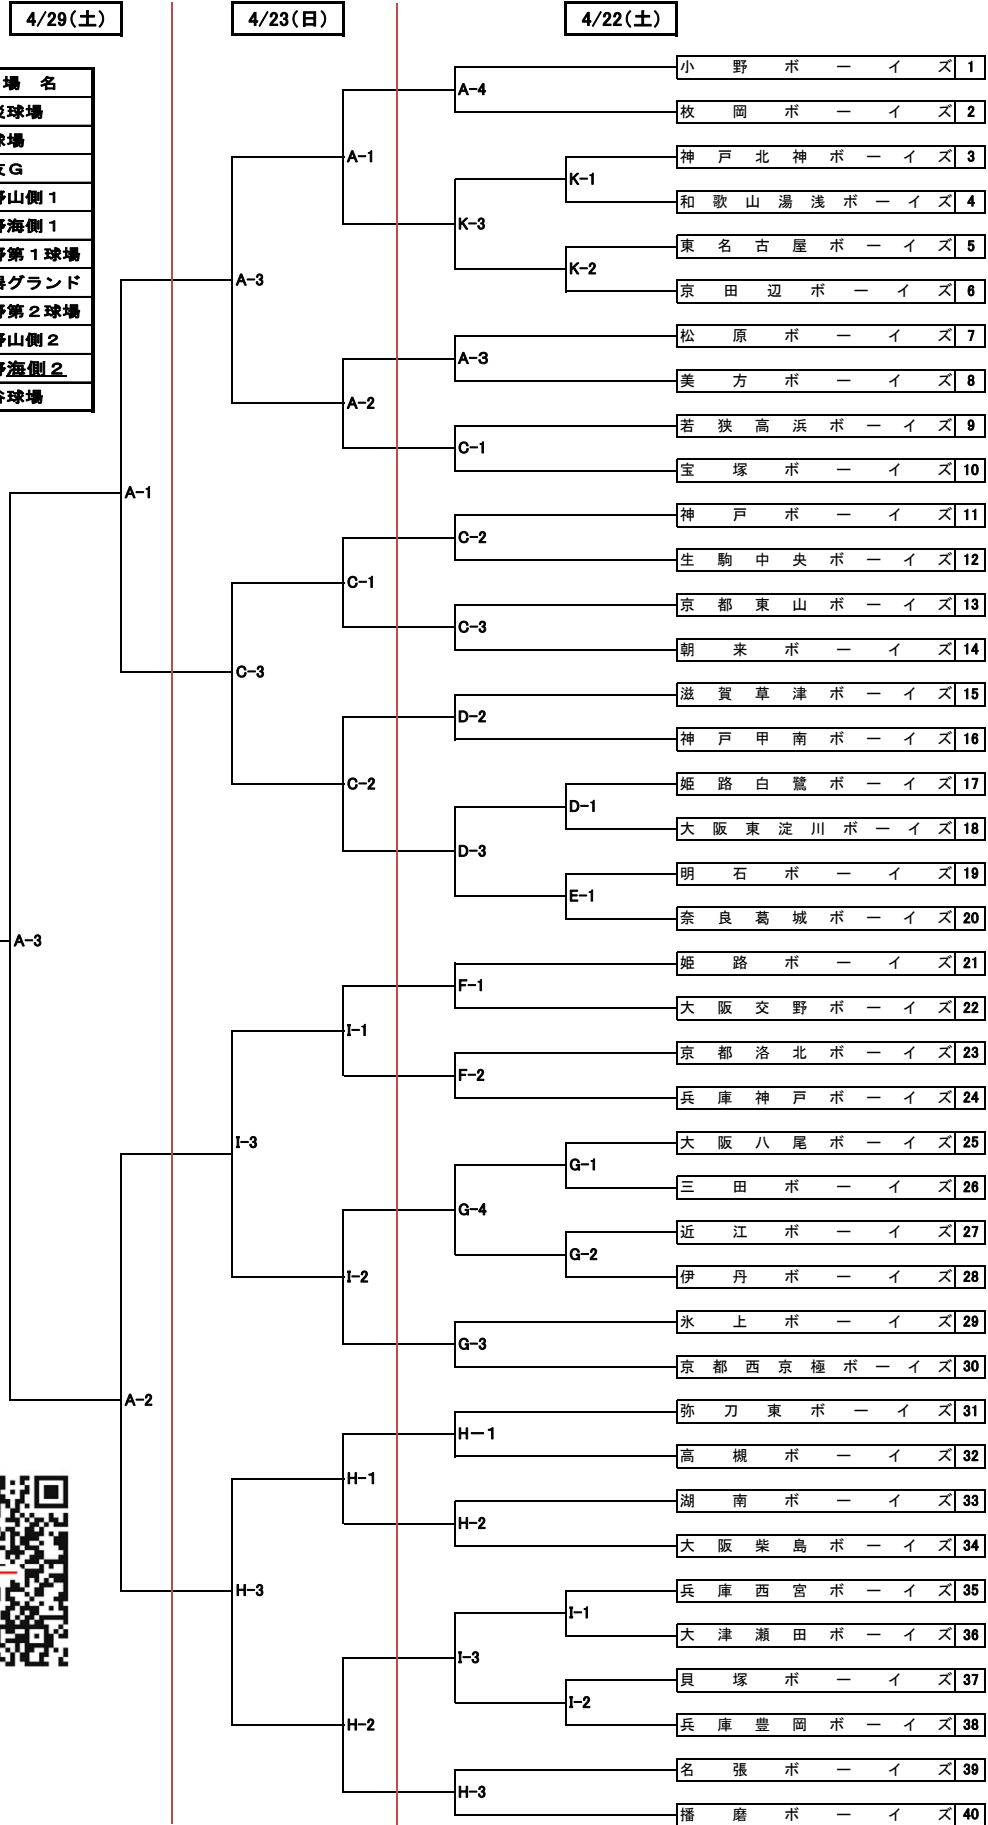 4/29(土) 4/23(日) 4/22(土)
場 名
球場
球場
G
山側1
海側1
第1球場
グランド
第2球場
山側2
海側2
球場
小野ボーイズ 1
A-4
枚岡ボーイズ 2
A-1
神戸北神ボーイズ 3
K-1
和歌山湯浅ボーイズ 4
K-3
東名古屋ボーイズ 5
K-2
A-3
京田辺ボーイズ 6
松原ボーイズ 7
A-3
美方ボーイズ 8
A-2
若狭高浜ボーイズ 9
C-1
宝塚ボーイズ 10
A-1
神戸ボーイズ 11
C-2
生駒中央ボーイズ 12
C-1
京都東山ボーイズ 13
C-3
朝来ボーイズ 14
C-3
滋賀草津ボーイズ 15
D-2
神戸甲南ボーイズ 16
C-2
姫路白鷺ボーイズ 17
D-1
大阪東淀川ボーイズ 18
D-3
明石ボーイズ 19
E-1
奈良葛城ボーイズ 20
A-3
姫路ボーイズ 21
F-1
大阪交野ボーイズ 22
I-1
京都洛北ボーイズ 23
F-2
兵庫神戸ボーイズ 24
I-3
大阪八尾ボーイズ 25
G-1
三田ボーイズ 26
G-4
近江ボーイズ 27
G-2
伊丹ボーイズ 28
I-2
氷上ボーイズ 29
G-3
京都西京極ボーイズ 30
A-2
弥刀東ボーイズ 31
H－1
高槻ボーイズ 32
H-1
湖南ボーイズ 33
H-2
大阪柴島ボーイズ 34
H-3
兵庫西宮ボーイズ 35
I-1
大津瀬田ボーイズ 36
I-3
貝塚ボーイズ 37
I-2
兵庫豊岡ボーイズ 38
H-2
名張ボーイズ 39
H-3
播磨ボーイズ 40